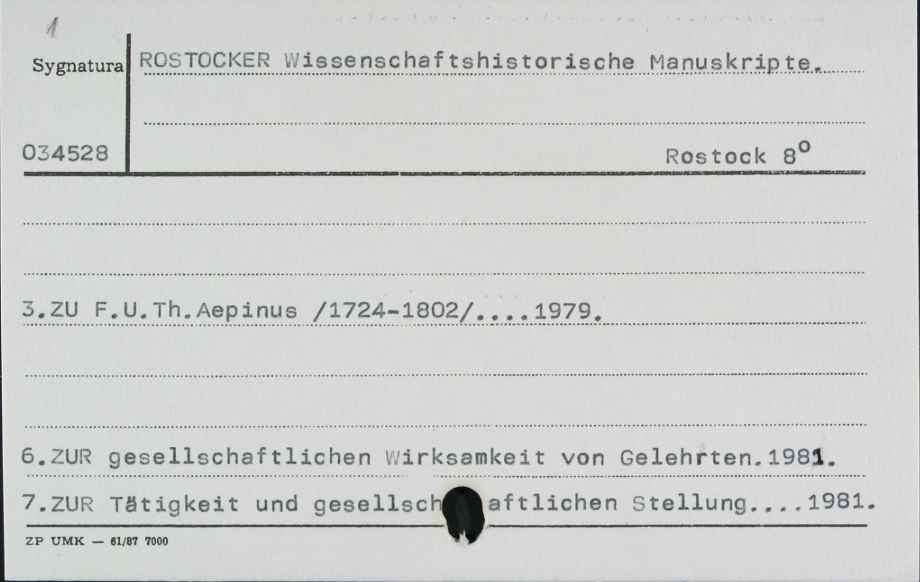 1
Sygnatura
ROSTOCKER Wissenschaftshistorische Manuskripte.
034528
Rostock 8º
3.ZU F.U.Th.Aepinus /1724-1802/....1979.
6.ZUR gesellschaftlichen Wirksamkeit von Gelehrten.1981.
7.ZUR Tätigkeit und gesellschaftlichen Stellung....1981.
ZP UMK — 61/87 7000